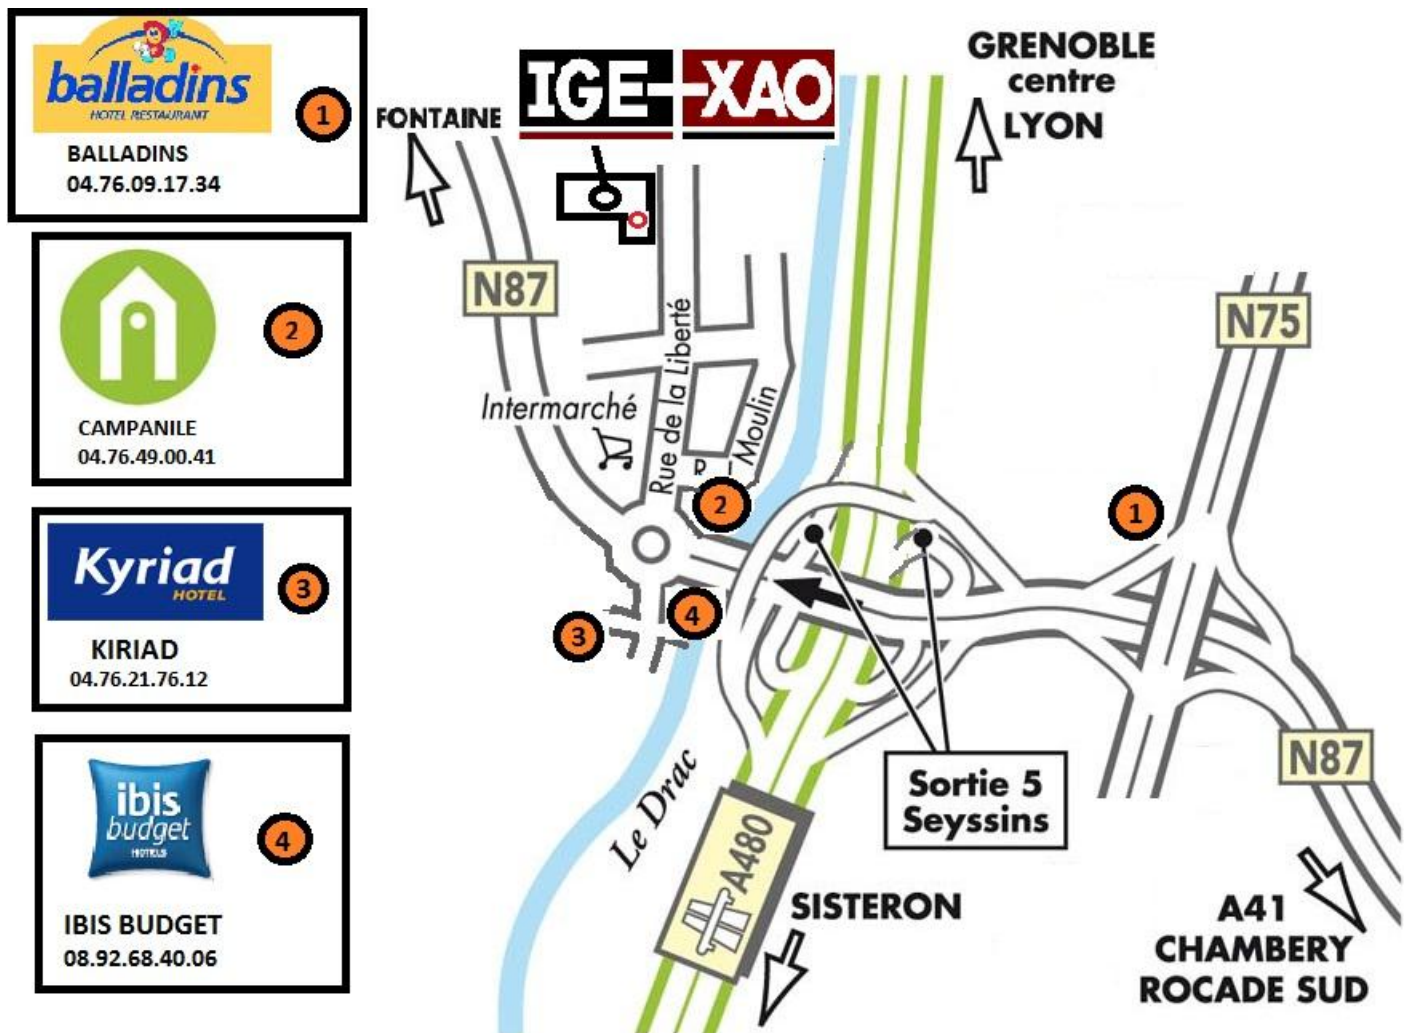 balladins
HOTEL RESTAURANT
1
BALLADINS
04.76.09.17.34
2
CAMPANILE
04.76.49.00.41
Kyriad
HOTEL
3
KIRIAD
04.76.21.76.12
ibis
budget
HOTELS
4
IBIS BUDGET
08.92.68.40.06
FONTAINE
IGE-XAO
GRENOBLE
centre
LYON
N87
N75
Intermarché
Rue de la Liberté
Moulin
R
2
1
3
4
Sortie 5
Seyssins
N87
Le Drac
A480
SISTERON
A41
CHAMBERY
ROCADE SUD